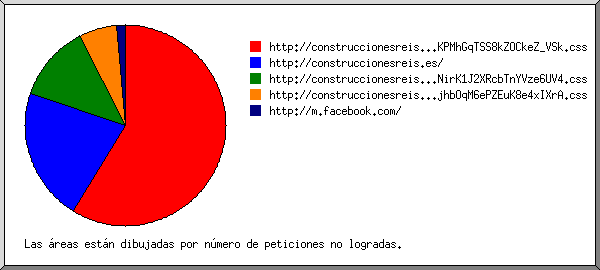 http://construccionesreis...KPMhGqTSS8kZOCkeZ_VSk.css
http://construccionesreis.es/
http://construccionesreis...NirK1J2XRcbTnYVze6UV4.css
http://construccionesreis...jhbOqM6ePZEuK8e4xIXrA.css
http://m.facebook.com/
Las áreas están dibujadas por número de peticiones no logradas.